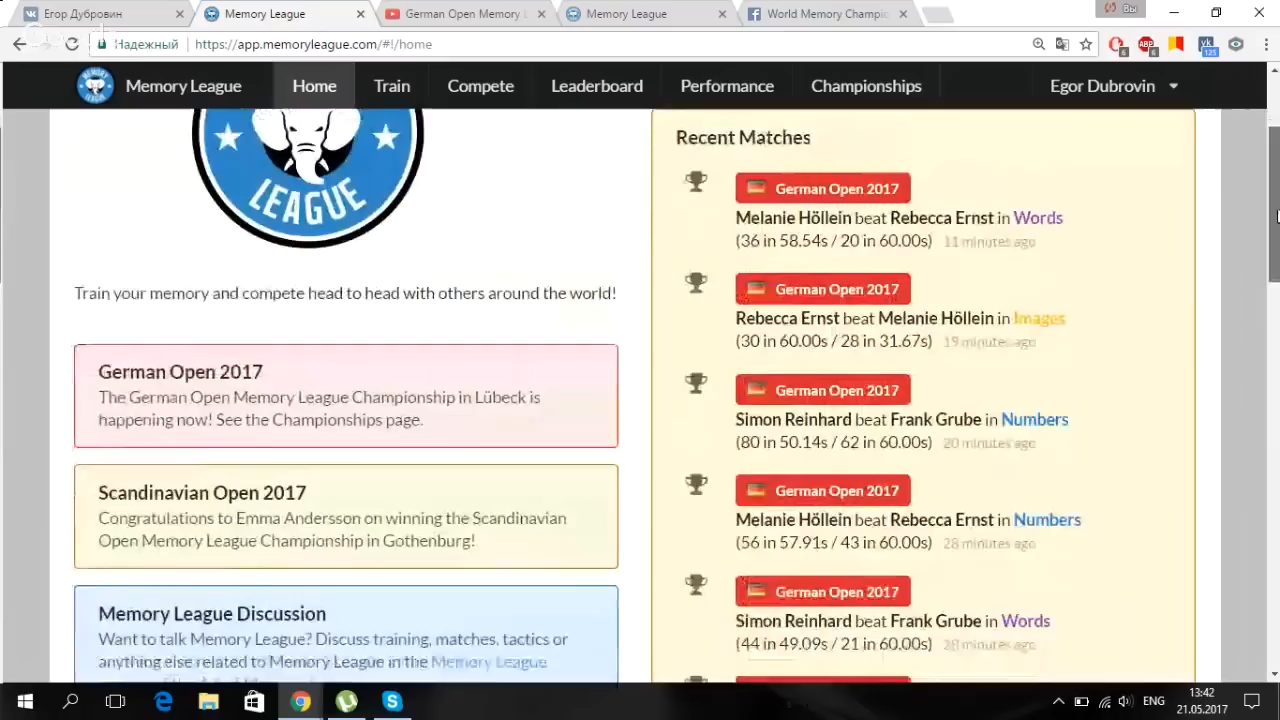 Егор Дубровин
Memory League
German Open Memory L
Memory League
World Memory Champio
Вы
Надежный
https://app.memoryleague.com/#!/home
6
6
125
MEMORY LEAGUE
Memory League
Home
Train
Compete
Leaderboard
Performance
Championships
Egor Dubrovin
LEAGUE
Train your memory and compete head to head with others around the world!
German Open 2017
The German Open Memory League Championship in Lübeck is
happening now! See the Championships page.
Scandinavian Open 2017
Congratulations to Emma Andersson on winning the Scandinavian
Open Memory League Championship in Gothenburg!
Memory League Discussion
Want to talk Memory League? Discuss training, matches, tactics or
anything else related to Memory League in the Memory League
Recent Matches
German Open 2017
Melanie Höllein beat Rebecca Ernst in Words
(36 in 58.54s / 20 in 60.00s) 11 minutes ago
German Open 2017
Rebecca Ernst beat Melanie Höllein in Images
(30 in 60.00s / 28 in 31.67s) 19 minutes ago
German Open 2017
Simon Reinhard beat Frank Grube in Numbers
(80 in 50.14s / 62 in 60.00s) 20 minutes ago
German Open 2017
Melanie Höllein beat Rebecca Ernst in Numbers
(56 in 57.91s / 43 in 60.00s) 28 minutes ago
German Open 2017
Simon Reinhard beat Frank Grube in Words
(44 in 49.09s / 21 in 60.00s) 28 minutes ago
ENG
13:42
21.05.2017